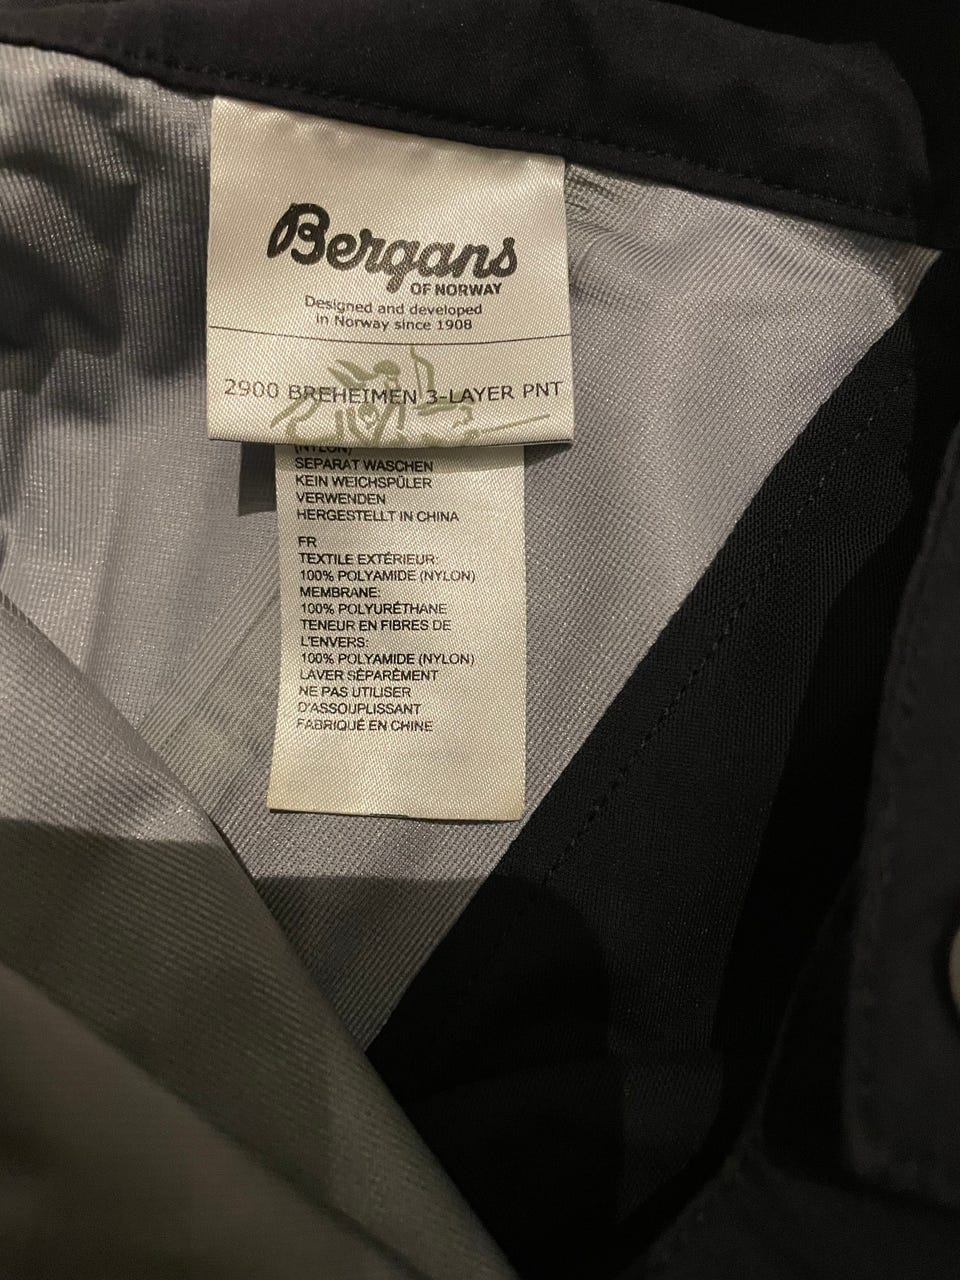 Bergans
OF NORWAY
Designed and developed
in Norway since 1908
2900 BREHEIMEN 3-LAYER PNT
(NYLON)
SEPARAT WASCHEN
KEIN WEICHSPÜLER
VERWENDEN
HERGESTELLT IN CHINA
FR
TEXTILE EXTÉRIEUR:
100% POLYAMIDE (NYLON)
MEMBRANE:
100% POLYURÉTHANE
TENEUR EN FIBRES DE
L'ENVERS:
100% POLYAMIDE (NYLON)
LAVER SÉPARÉMENT
NE PAS UTILISER
D'ASSOUPLISSANT
FABRIQUÉ EN CHINE